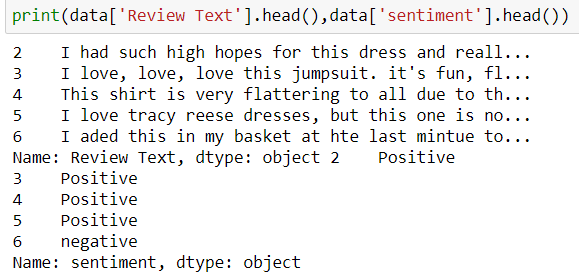 print(data['Review Text'].head(),data['sentiment'].head())
2    I had such high hopes for this dress and reall...
3    I love, love, love this jumpsuit. it's fun, fl...
4    This shirt is very flattering to all due to th...
5    I love tracy reese dresses, but this one is no...
6    I aded this in my basket at hte last mintue to...
Name: Review Text, dtype: object 2    Positive
3    Positive
4    Positive
5    Positive
6    negative
Name: sentiment, dtype: object